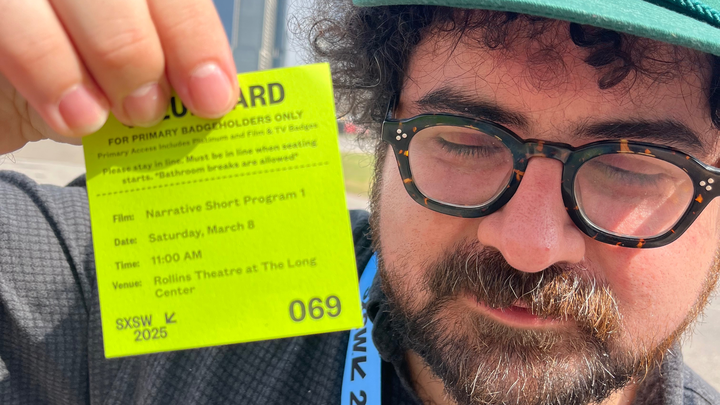 ARD
FOR PRIMARY BADGEHOLDERS ONLY
Primary Access Includes Platinum and Film & TV Badges
Please stay in line. Must be in line when seating
starts. "Bathroom breaks are allowed"
Film: Narrative Short Program 1
Date: Saturday, March 8
Time: 11:00 AM
Venue: Rollins Theatre at The Long
Center
SXSW
2025
069